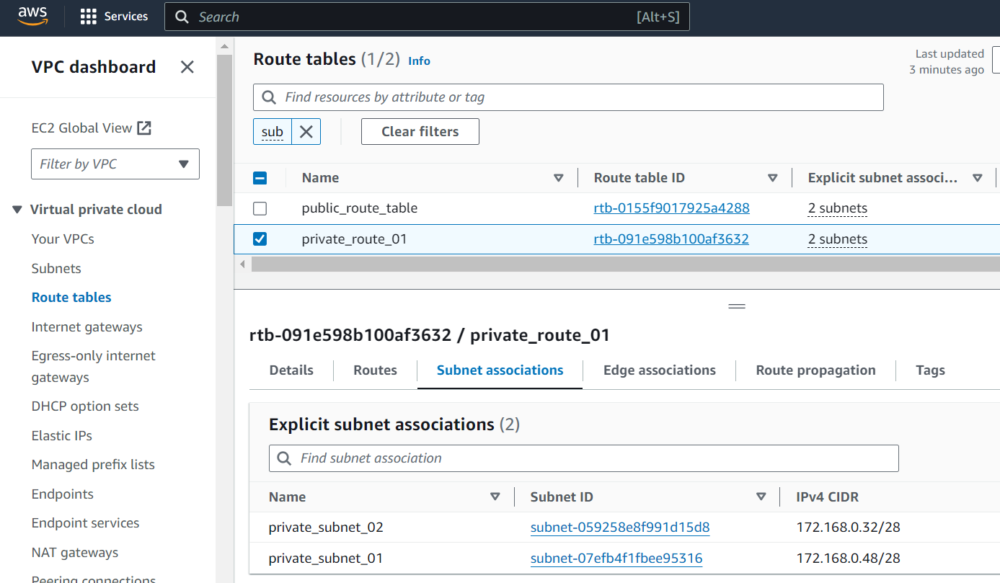 aws
Services
Search
[Alt+S]
VPC dashboard
EC2 Global View
Filter by VPC
Virtual private cloud
Your VPCs
Subnets
Route tables
Internet gateways
Egress-only internet
gateways
DHCP option sets
Elastic IPs
Managed prefix lists
Endpoints
Endpoint services
NAT gateways
Peering connections
Route tables (1/2) Info
Last updated
3 minutes ago
Find resources by attribute or tag
sub
Clear filters
Name Route table ID Explicit subnet associ...
public_route_table rtb-0155f9017925a4288 2 subnets
private_route_01 rtb-091e598b100af3632 2 subnets
rtb-091e598b100af3632 / private_route_01
Details Routes Subnet associations Edge associations Route propagation Tags
Explicit subnet associations (2)
Find subnet association
Name Subnet ID IPv4 CIDR
private_subnet_02 subnet-059258e8f991d15d8 172.168.0.32/28
private_subnet_01 subnet-07efb4f1fbee95316 172.168.0.48/28